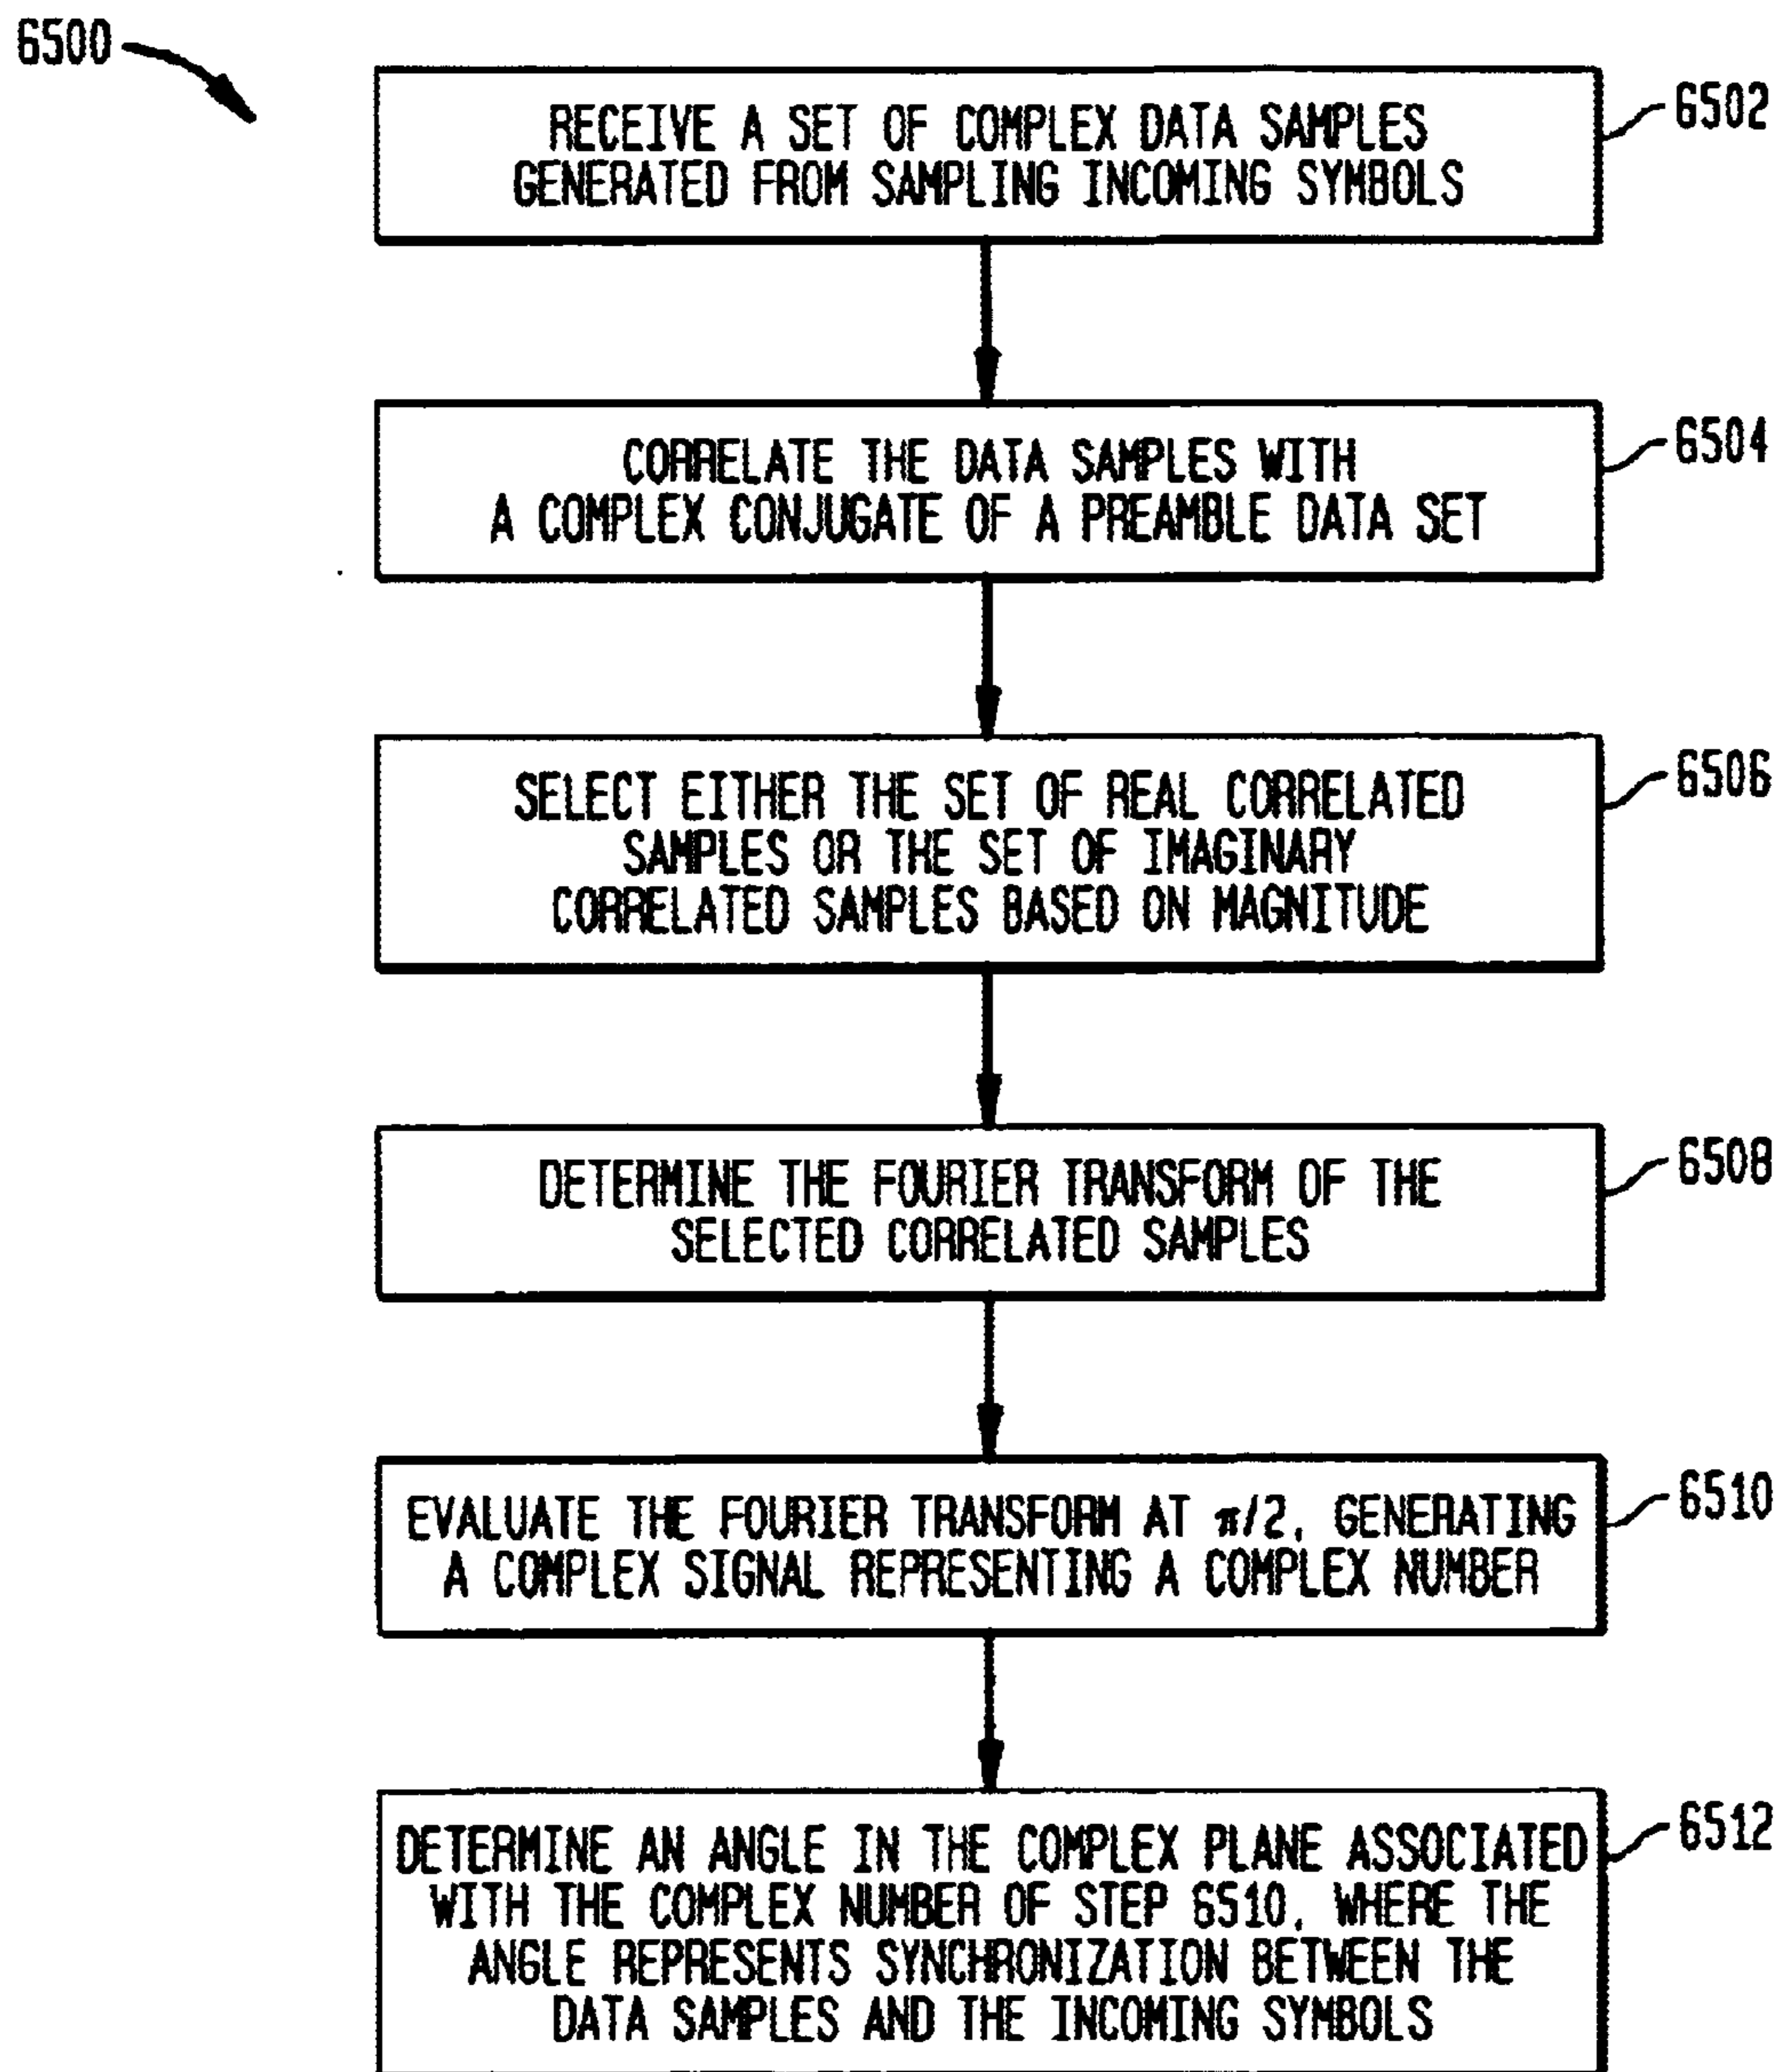 6500
RECEIVE A SET OF COMPLEX DATA SAMPLES
GENERATED FROM SAMPLING INCOMING SYMBOLS
6502
CORRELATE THE DATA SAMPLES WITH
A COMPLEX CONJUGATE OF A PREAMBLE DATA SET
6504
SELECT EITHER THE SET OF REAL CORRELATED
SAMPLES OR THE SET OF IMAGINARY
CORRELATED SAMPLES BASED ON MAGNITUDE
6506
DETERMINE THE FOURIER TRANSFORM OF THE
SELECTED CORRELATED SAMPLES
6508
EVALUATE THE FOURIER TRANSFORM AT π/2, GENERATING
A COMPLEX SIGNAL REPRESENTING A COMPLEX NUMBER
6510
DETERMINE AN ANGLE IN THE COMPLEX PLANE ASSOCIATED
WITH THE COMPLEX NUMBER OF STEP 6510, WHERE THE
ANGLE REPRESENTS SYNCHRONIZATION BETWEEN THE
DATA SAMPLES AND THE INCOMING SYMBOLS
6512